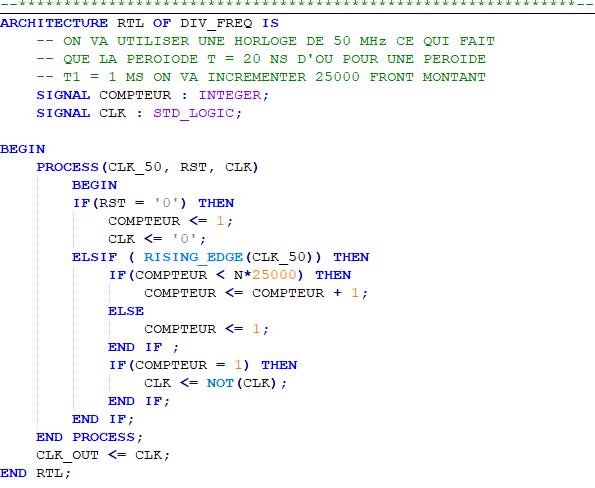 --**************************************************************--
ARCHITECTURE RTL OF DIV_FREQ IS
-- ON VA UTILISER UNE HORLOGE DE 50 MHz CE QUI FAIT
-- QUE LA PEROIODE T = 20 NS D'OU POUR UNE PEROIDE
-- T1 = 1 MS ON VA INCREMENTER 25000 FRONT MONTANT
SIGNAL COMPTEUR : INTEGER;
SIGNAL CLK : STD_LOGIC;
BEGIN
PROCESS(CLK_50, RST, CLK)
BEGIN
IF(RST = '0') THEN
COMPTEUR <= 1;
CLK <= '0';
ELSIF ( RISING_EDGE(CLK_50)) THEN
IF(COMPTEUR < N*25000) THEN
COMPTEUR <= COMPTEUR + 1;
ELSE
COMPTEUR <= 1;
END IF ;
IF(COMPTEUR = 1) THEN
CLK <= NOT(CLK);
END IF;
END IF;
END PROCESS;
CLK_OUT <= CLK;
END RTL;